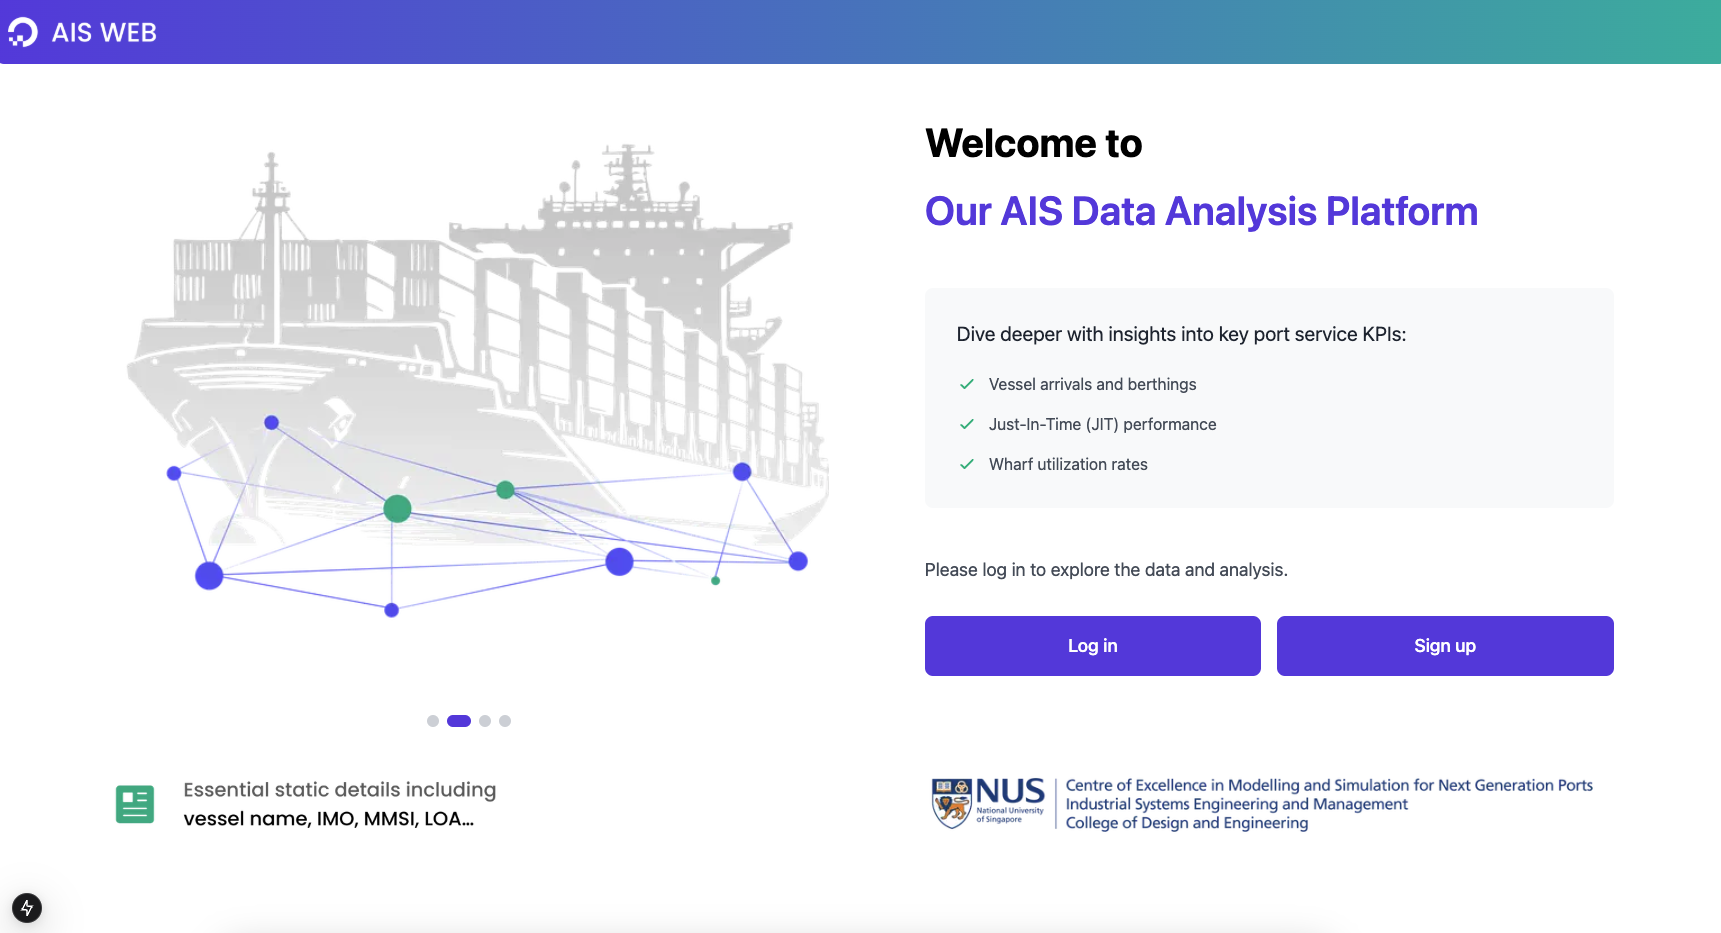 AIS WEB
Welcome to
Our AIS Data Analysis Platform
Dive deeper with insights into key port service KPIs:
Vessel arrivals and berthings
Just-In-Time (JIT) performance
Wharf utilization rates
Please log in to explore the data and analysis.
Log in
Sign up
Essential static details including
vessel name, IMO, MMSI, LOA...
NUS
National University
of Singapore
Centre of Excellence in Modelling and Simulation for Next Generation Ports
Industrial Systems Engineering and Management
College of Design and Engineering